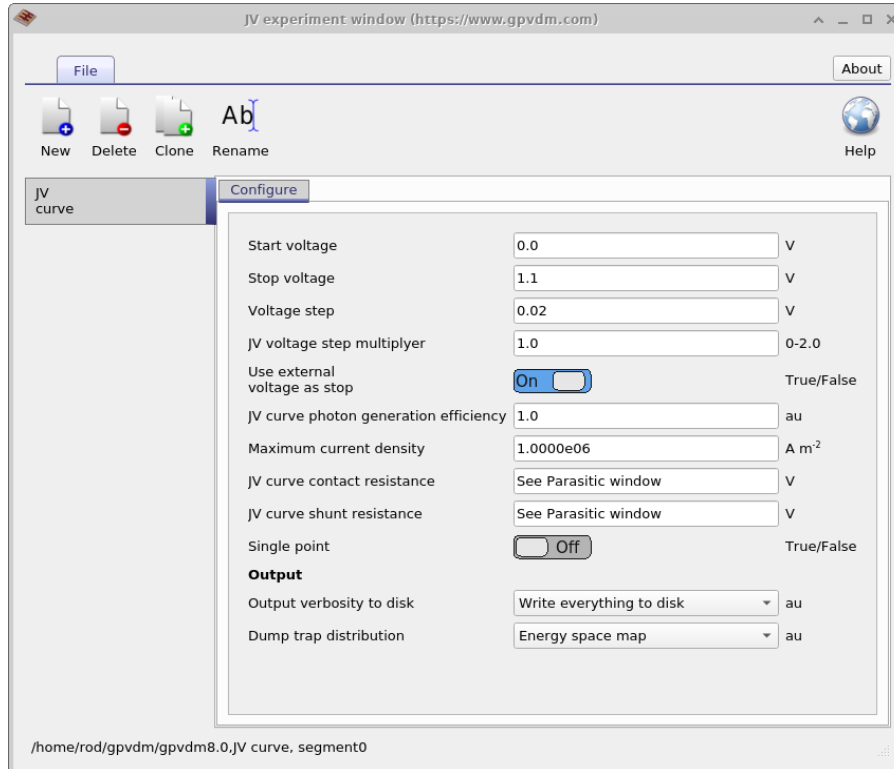 JV experiment window (https://www.gpvdm.com)
File
About
New Delete Clone Rename Help
Ab
JV
curve
Configure
Start voltage 0.0 V
Stop voltage 1.1 V
Voltage step 0.02 V
JV voltage step multiplyer 1.0 0-2.0
Use external
voltage as stop On True/False
JV curve photon generation efficiency 1.0 au
Maximum current density 1.0000e06 A m-2
JV curve contact resistance See Parasitic window V
JV curve shunt resistance See Parasitic window V
Single point Off True/False
Output
Output verbosity to disk Write everything to disk au
Dump trap distribution Energy space map au
/home/rod/gpvdm/gpvdm8.0,JV curve, segment0